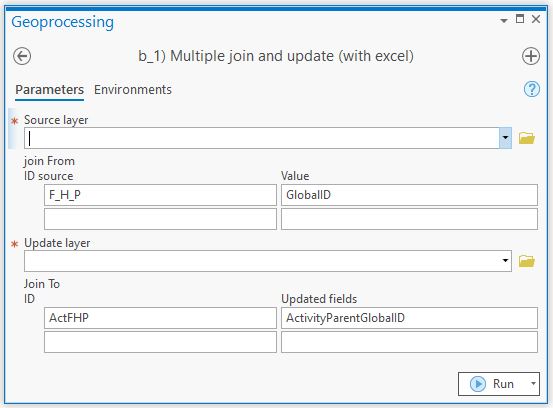 Geoprocessing
b_1) Multiple join and update (with excel)
Parameters Environments
?
* Source layer
join From
ID source Value
F_H_P GlobalID
* Update layer
Join To
ID Updated fields
ActFHP ActivityParentGlobalID
Run